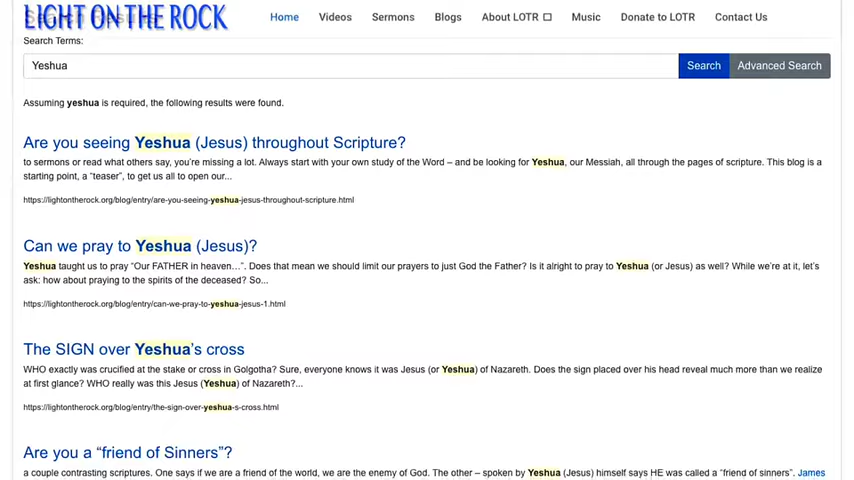 LIGHT ON THE ROCK
Home Videos Sermons Blogs About LOTR Music Donate to LOTR Contact Us
Search Terms:
Yeshua Search Advanced Search
Assuming yeshua is required, the following results were found.
Are you seeing Yeshua (Jesus) throughout Scripture?
to sermons or read what others say, you're missing a lot. Always start with your own study of the Word – and be looking for Yeshua, our Messiah, all through the pages of scripture. This blog is a
starting point, a “teaser”, to get us all to open our...
https://lightontherock.org/blog/entry/are-you-seeing-yeshua-jesus-throughout-scripture.html
Can we pray to Yeshua (Jesus)?
Yeshua taught us to pray “Our FATHER in heaven…”. Does that mean we should limit our prayers to just God the Father? Is it alright to pray to Yeshua (or Jesus) as well? While we're at it, let's
ask: how about praying to the spirits of the deceased? So...
https://lightontherock.org/blog/entry/can-we-pray-to-yeshua-jesus-1.html
The SIGN over Yeshua's cross
WHO exactly was crucified at the stake or cross in Golgotha? Sure, everyone knows it was Jesus (or Yeshua) of Nazareth. Does the sign placed over his head reveal much more than we realize
at first glance? WHO really was this Jesus (Yeshua) of Nazareth?...
https://lightontherock.org/blog/entry/the-sign-over-yeshua-s-cross.html
Are you a “friend of Sinners”?
a couple contrasting scriptures. One says if we are a friend of the world, we are the enemy of God. The other – spoken by Yeshua (Jesus) himself says HE was called a “friend of sinners”. James